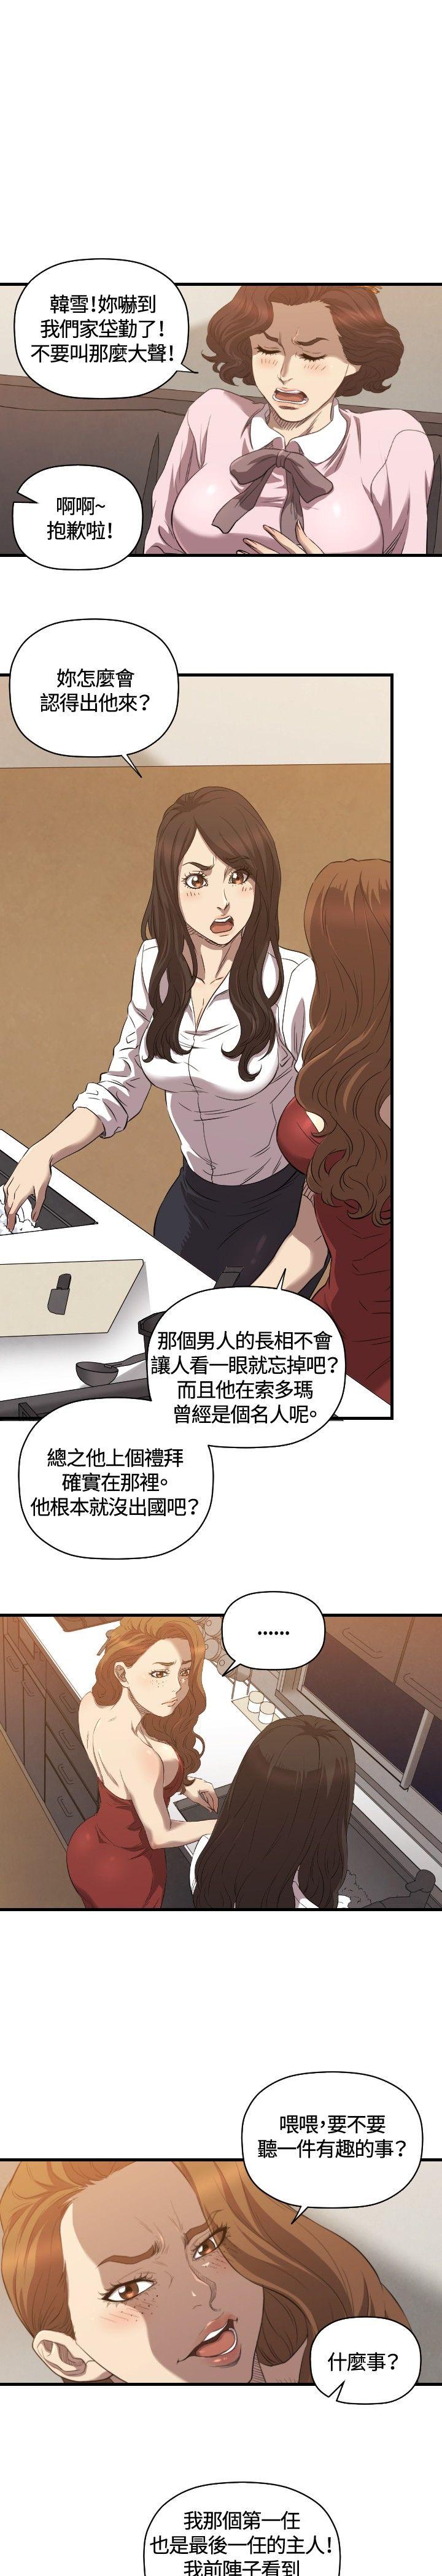 韓雪！妳嚇到
我們家垈勤了！
不要叫那麼大聲！
啊啊~
抱歉啦！
妳怎麼會
認得出他來？
那個男人的長相不會
讓人看一眼就忘掉吧？
而且他在索多瑪
曾經是個名人呢。
總之他上個禮拜
確實在那裡。
他根本就沒出國吧？
······
喂喂，要不要
聽一件有趣的事？
什麼事？
我那個第一任
也是最後一任的主人！
我前陣子看到